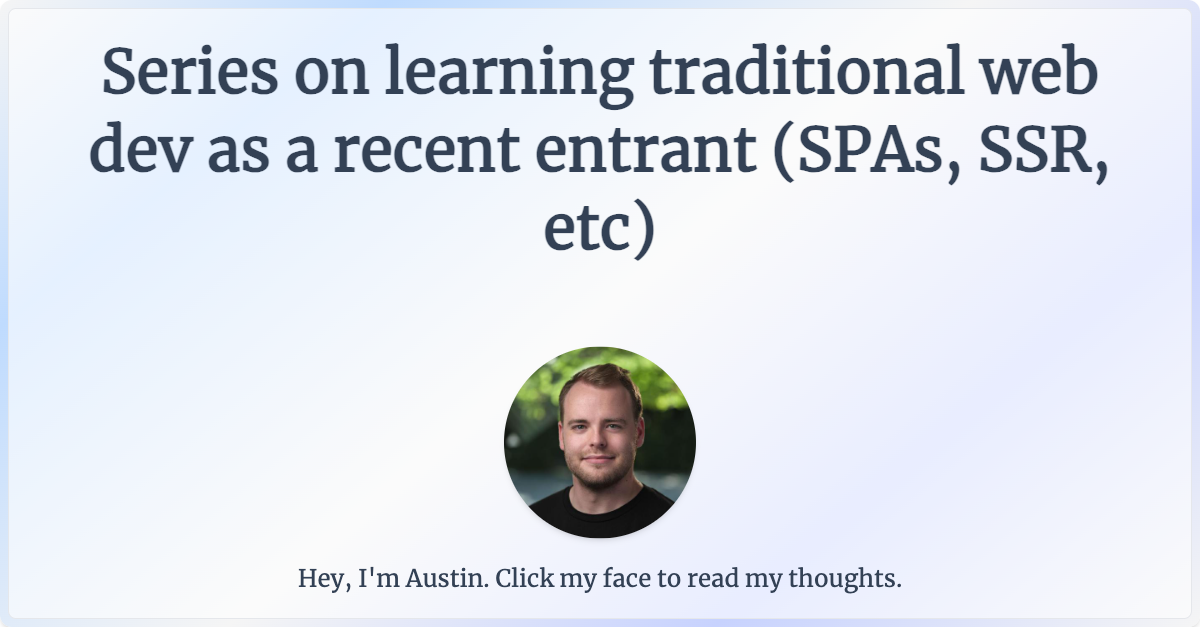 Series on learning traditional web
dev as a recent entrant (SPAs, SSR,
etc)
Hey, I'm Austin. Click my face to read my thoughts.